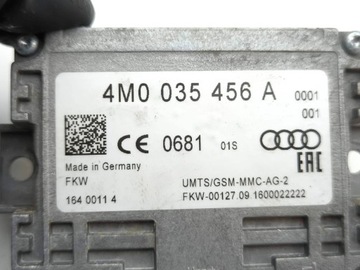 4M0 035 456 A 0001
001
CE 0681 01S
EAC
Made in Germany
FKW UMTS/GSM-MMC-AG-2
164 0011 4 FKW-00127.09 1600022222